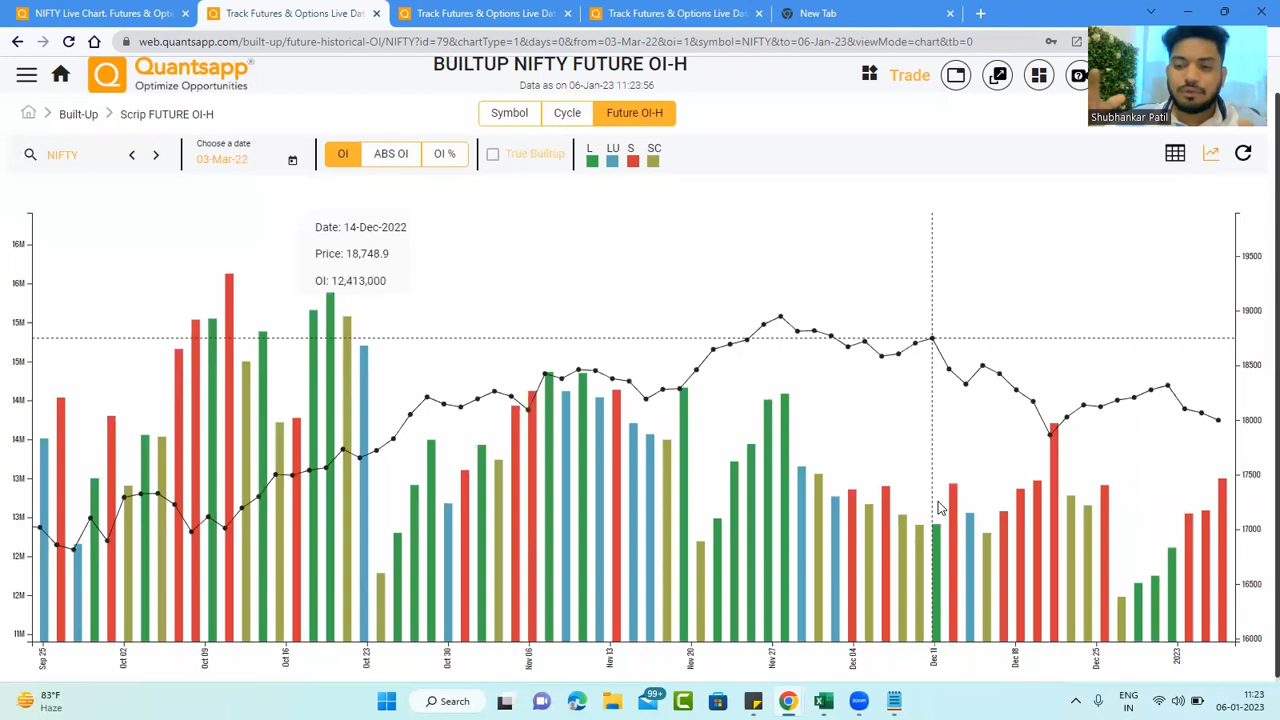 NIFTY Live Chart. Futures & Option
Track Futures & Options Live Dat
Track Futures & Options Live Dat
Track Futures & Options Live Dat
New Tab
web.quantsapp.com/built-up/future-historical-OI/NIFTY?id=79&chartType=1&days=0&from=03-Mar-22&oi=1&symbol=NIFTY&to=06-Jan-23&viewMode=chart&tb=0
Quantsapp
Optimize Opportunities
BUILTUP NIFTY FUTURE OI-H
Data as on 06-Jan-23 11:23:56
Trade
Shubhankar Patil
Built-Up
Scrip FUTURE OI-H
Symbol
Cycle
Future OI-H
NIFTY
Choose a date
03-Mar-22
OI
ABS OI
OI %
True Builtup
L LU S SC
Date: 14-Dec-2022
Price: 18,748.9
OI: 12,413,000
16M
16M
15M
15M
14M
14M
13M
13M
12M
12M
11M
19500
19000
18500
18000
17500
17000
16500
16000
Sep 25
Oct 02
Oct 09
Oct 16
Oct 23
Oct 30
Nov 06
Nov 13
Nov 20
Nov 27
Dec 04
Dec 11
Dec 18
Dec 25
2023
83°F
Haze
Search
99+
zoom
ENG
IN
11:23
06-01-2023